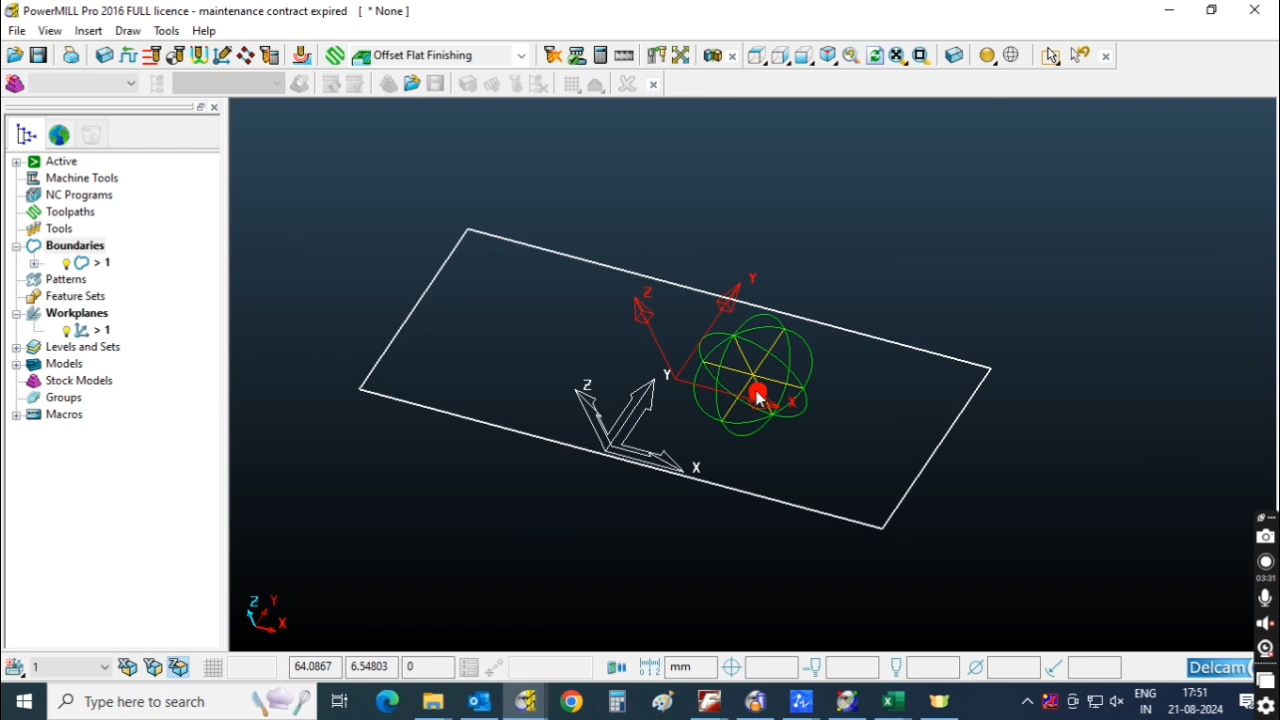 PowerMILL Pro 2016 FULL licence - maintenance contract expired [ * None ]
File View Insert Draw Tools Help
Offset Flat Finishing
Active
Machine Tools
NC Programs
Toolpaths
Tools
Boundaries
> 1
Patterns
Feature Sets
Workplanes
> 1
Levels and Sets
Models
Stock Models
Groups
Macros
Y
Z
X
Y
Z
X
Z Y
X
03:31
1 64.0867 6.54803 0 mm Delcam
Type here to search
ENG 17:51
IN 21-08-2024